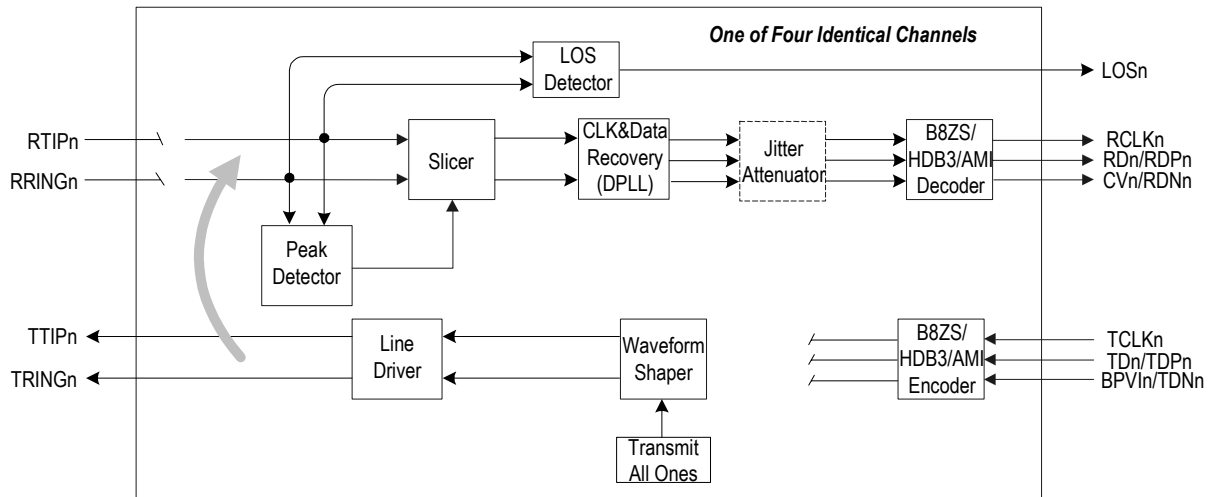 One of Four Identical Channels
LOS
Detector
LOSn
RTIPn
RRINGn
Slicer
CLK&Data
Recovery
(DPLL)
Jitter
Attenuator
B8ZS/
HDB3/AMI
Decoder
RCLKn
RDn/RDPn
CVn/RDNn
Peak
Detector
TTIPn
TRINGn
Line
Driver
Waveform
Shaper
B8ZS/
HDB3/AMI
Encoder
TCLKn
TDn/TDPn
BPVIn/TDNn
Transmit
All Ones